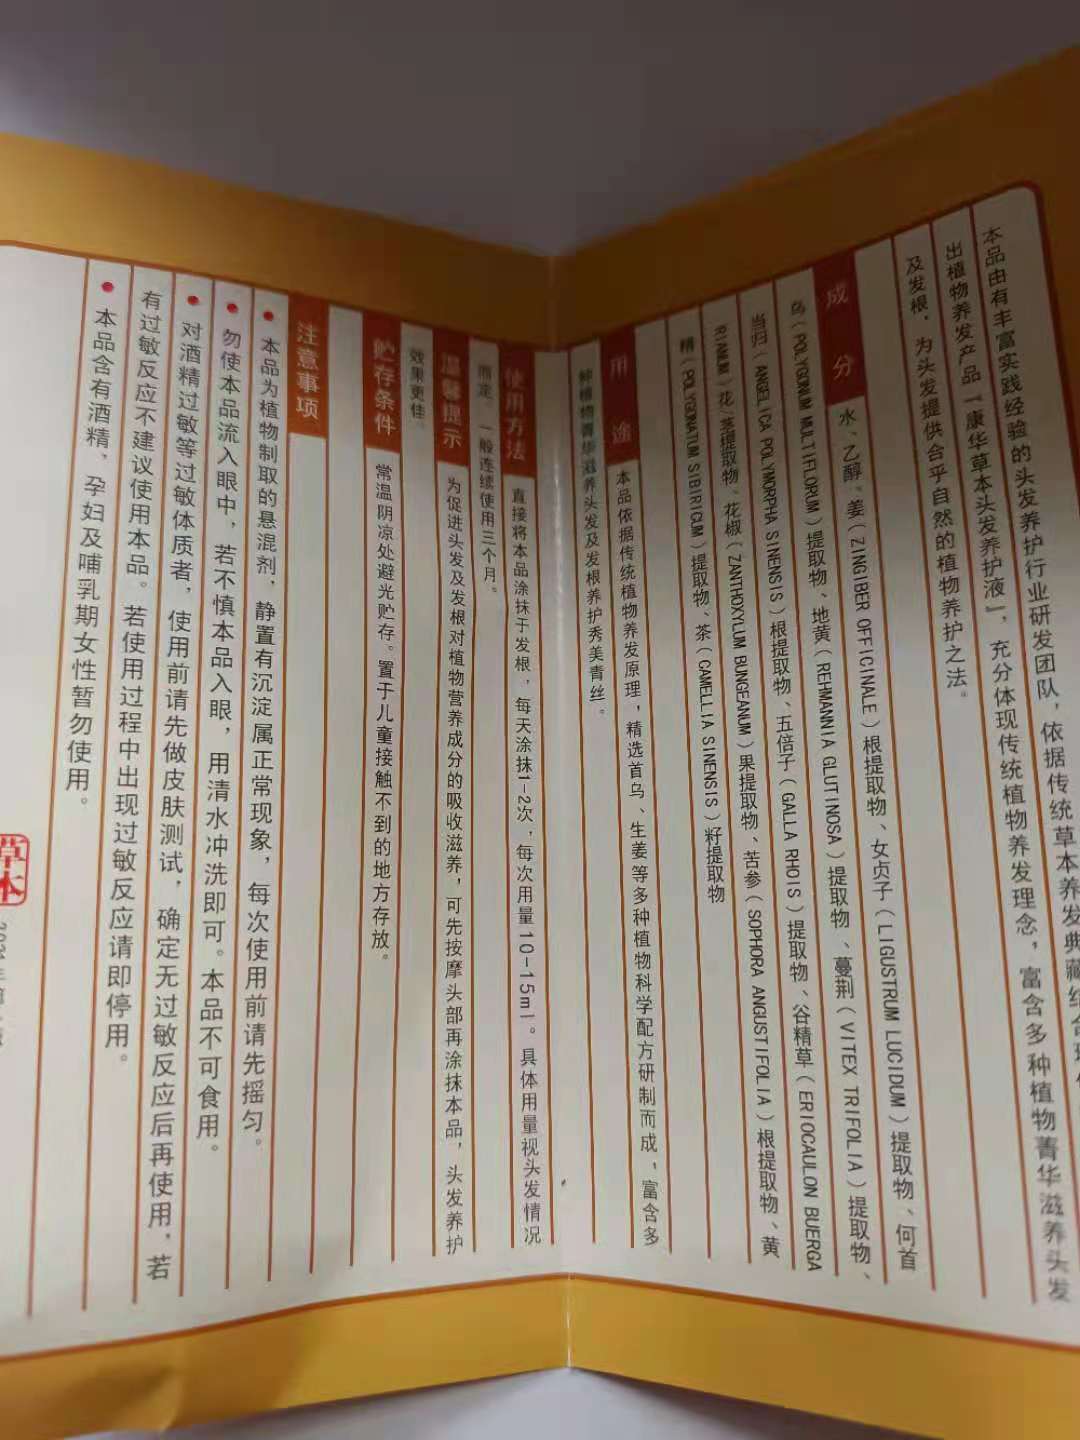 本品由有丰富实践经验的头发养护行业研发团队，依据传统草本养发典藏结合现
出植物养发产品『康华草本头发养护液』，充分体现传统植物养发理念，富含多种植物菁华滋养头发
及发根，为头发提供合乎自然的植物养护之法。
成分 水、乙醇、姜（ZINGIBER OFFICINALE）根提取物、女贞子（LIGUSTRUM LUCIDUM）提取物、何首
乌（POLYGONUM MULTIFLORUM）提取物、地黄（REHMANNIA GLUTINOSA）提取物、蔓荆（VITEX TRIFOLIA）提取物、
当归（ANGELICA POLYMORPHA SINENSIS）根提取物、五倍子（GALLA RHOIS）提取物、谷精草（ERIOCAULON BUERGE
RIANUM）花/茎提取物、花椒（ZANTHOXYLUM BUNGEANUM）果提取物、苦参（SOPHORA ANGUSTIFOLIA）根提取物、黄
精（POLYGONATUM SIBIRICUM）提取物、茶（CAMELLIA SINENSIS）籽提取物
用途 本品依据传统植物养发原理，精选首乌、生姜等多种植物科学配方研制而成，富含多
种植物菁华滋养头发及发根养护秀美青丝。
使用方法 直接将本品涂抹于发根，每天涂抹1-2次，每次用量10-15ml。具体用量视头发情况
而定，一般连续使用三个月。
温馨提示 为促进头发及发根对植物营养成分的吸收滋养，可先按摩头部再涂抹本品，头发养护
效果更佳。
贮存条件 常温阴凉处避光贮存。置于儿童接触不到的地方存放。
注意事项
● 本品为植物制取的悬混剂，静置有沉淀属正常现象，每次使用前请先摇匀。
● 勿使本品流入眼中，若不慎本品入眼，用清水冲洗即可。本品不可食用。
● 对酒精过敏等过敏体质者，使用前请先做皮肤测试，确定无过敏反应后再使用，若
有过敏反应不建议使用本品。若使用过程中出现过敏反应请即停用。
● 本品含有酒精，孕妇及哺乳期女性暂勿使用。
草本